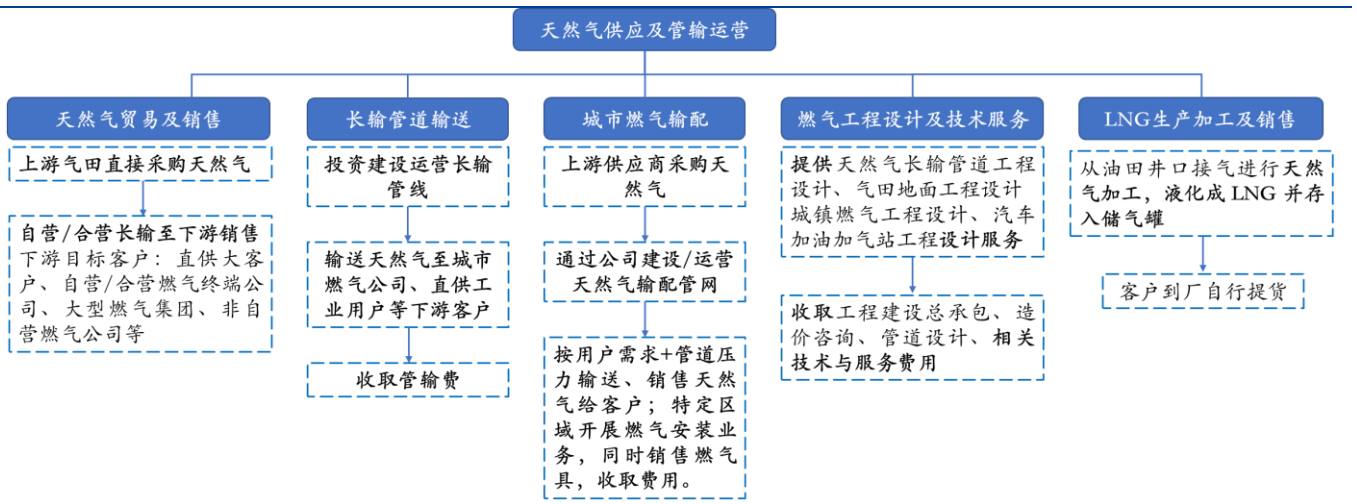 天然气供应及管输运营
天然气贸易及销售
上游气田直接采购天然气
自营/合营长输至下游销售
下游目标客户：直供大客
户、自营/合营燃气终端公
司、大型燃气集团、非自
营燃气公司等
长输管道输送
投资建设运营长输
管线
输送天然气至城市
燃气公司、直供工
业用户等下游客户
收取管输费
城市燃气输配
上游供应商采购天
然气
通过公司建设/运营
天然气输配管网
按用户需求+管道压
力输送、销售天然
气给客户；特定区
域开展燃气安装业
务，同时销售燃气
具，收取费用。
燃气工程设计及技术服务
提供天然气长输管道工程
设计、气田地面工程设计
城镇燃气工程设计、汽车
加油加气站工程设计服务
收取工程建设总承包、造
价咨询、管道设计、相关
技术与服务费用
LNG生产加工及销售
从油田井口接气进行天然
气加工，液化成 LNG 并存
入储气罐
客户到厂自行提货